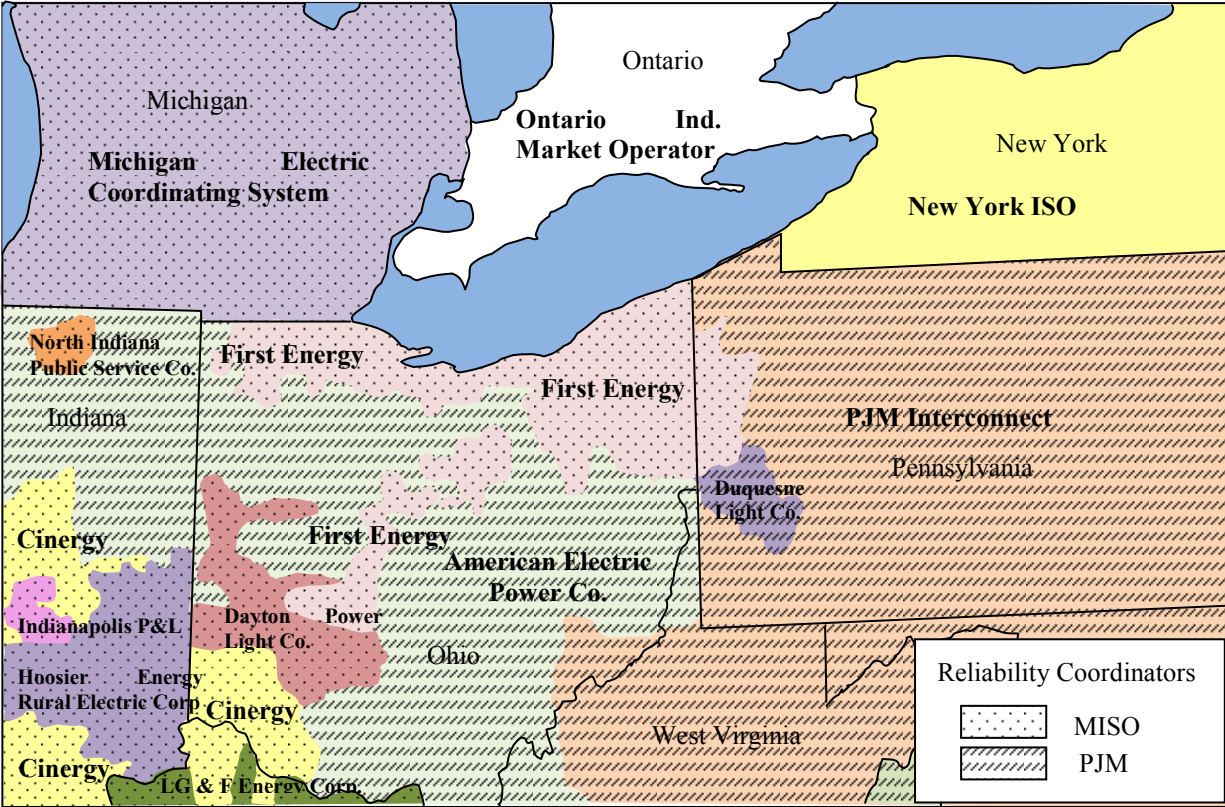 Ontario
Michigan
Ontario Ind.
Market Operator
New York
Michigan Electric
Coordinating System
New York ISO
North Indiana
Public Service Co.
First Energy
First Energy
Indiana
PJM Interconnect
Pennsylvania
Duquesne
Light Co.
Cinergy
First Energy
American Electric
Power Co.
Indianapolis P&L
Dayton Power
Light Co.
Ohio
Hoosier Energy
Rural Electric Corp
Cinergy
West Virginia
Cinergy
LG & E Energy Corp.
Reliability Coordinators
MISO
PJM